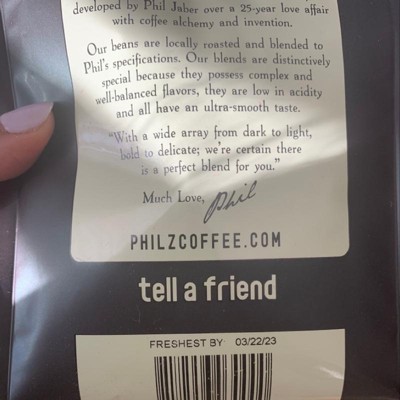 developed by Phil Jaber over a 25-year love affair
with coffee alchemy and invention.
Our beans are locally roasted and blended to
Phil's specifications. Our blends are distinctively
special because they possess complex and
well-balanced flavors, they are low in acidity
and all have an ultra-smooth taste.
"With a wide array from dark to light,
bold to delicate; we're certain there
is a perfect blend for you."
Much Love, Phil
PHILZCOFFEE.COM
tell a friend
FRESHEST BY 03/22/23